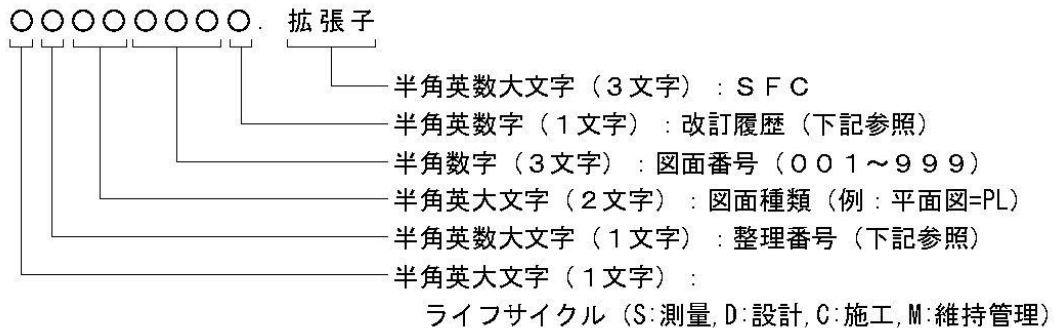 ○○○○○○○○. 拡張子
半角英数大文字（3文字）：ＳＦＣ
半角英数字（1文字）：改訂履歴（下記参照）
半角数字（3文字）：図面番号（００１～９９９）
半角英大文字（2文字）：図面種類（例：平面図=PL）
半角英数大文字（1文字）：整理番号（下記参照）
半角英大文字（1文字）：
ライフサイクル（S:測量,D:設計,C:施工,M:維持管理）